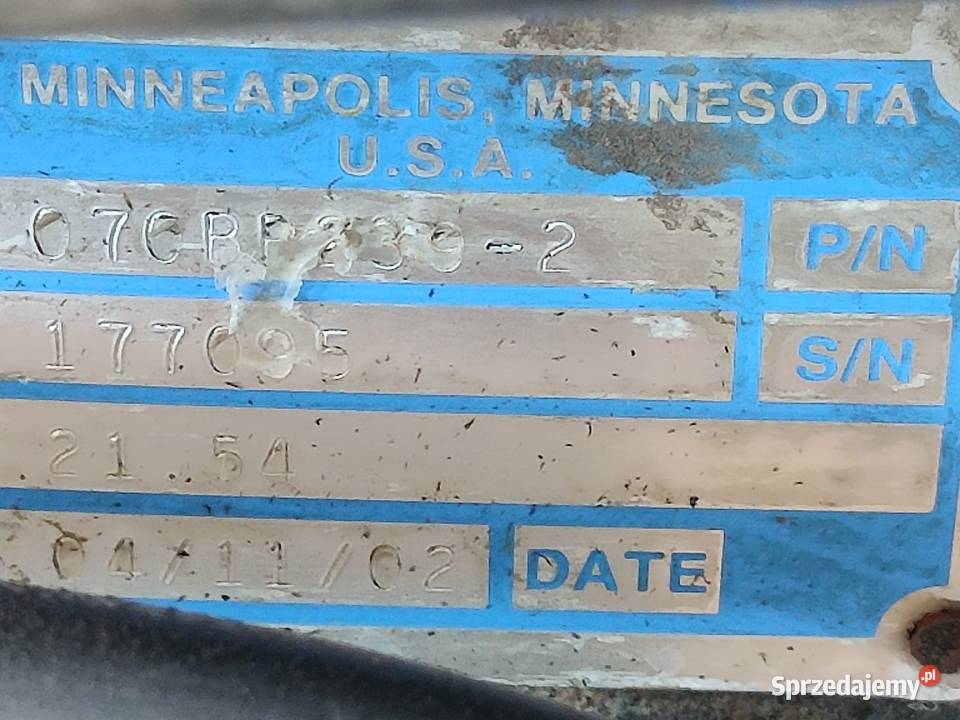 MINNEAPOLIS, MINNESOTA
U.S.A.
P/N
177095 S/N
.21.54
04/11/02 DATE
Sprzedajemy.pl